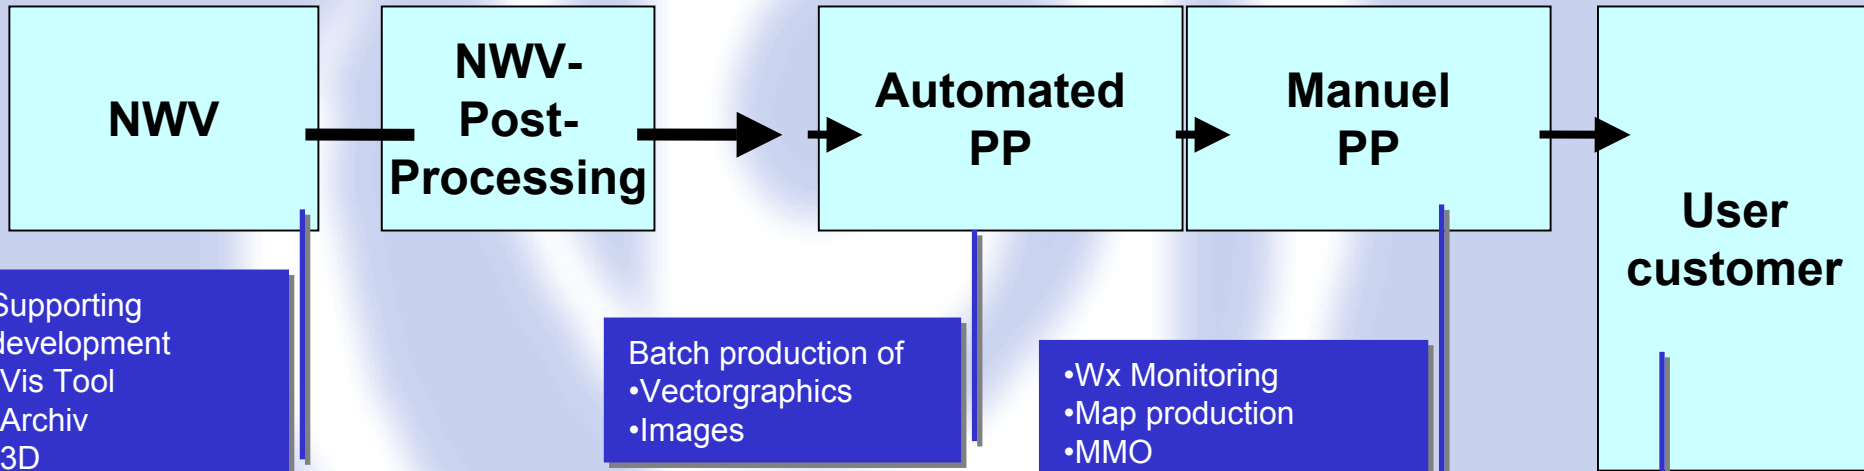 NWV
NWV-
Post-
Processing
Automated
PP
Manuel
PP
User
customer
Supporting
development
Vis Tool
Archiv
3D
Batch production of
•Vectorgraphics
•Images
•Wx Monitoring
•Map production
•MMO